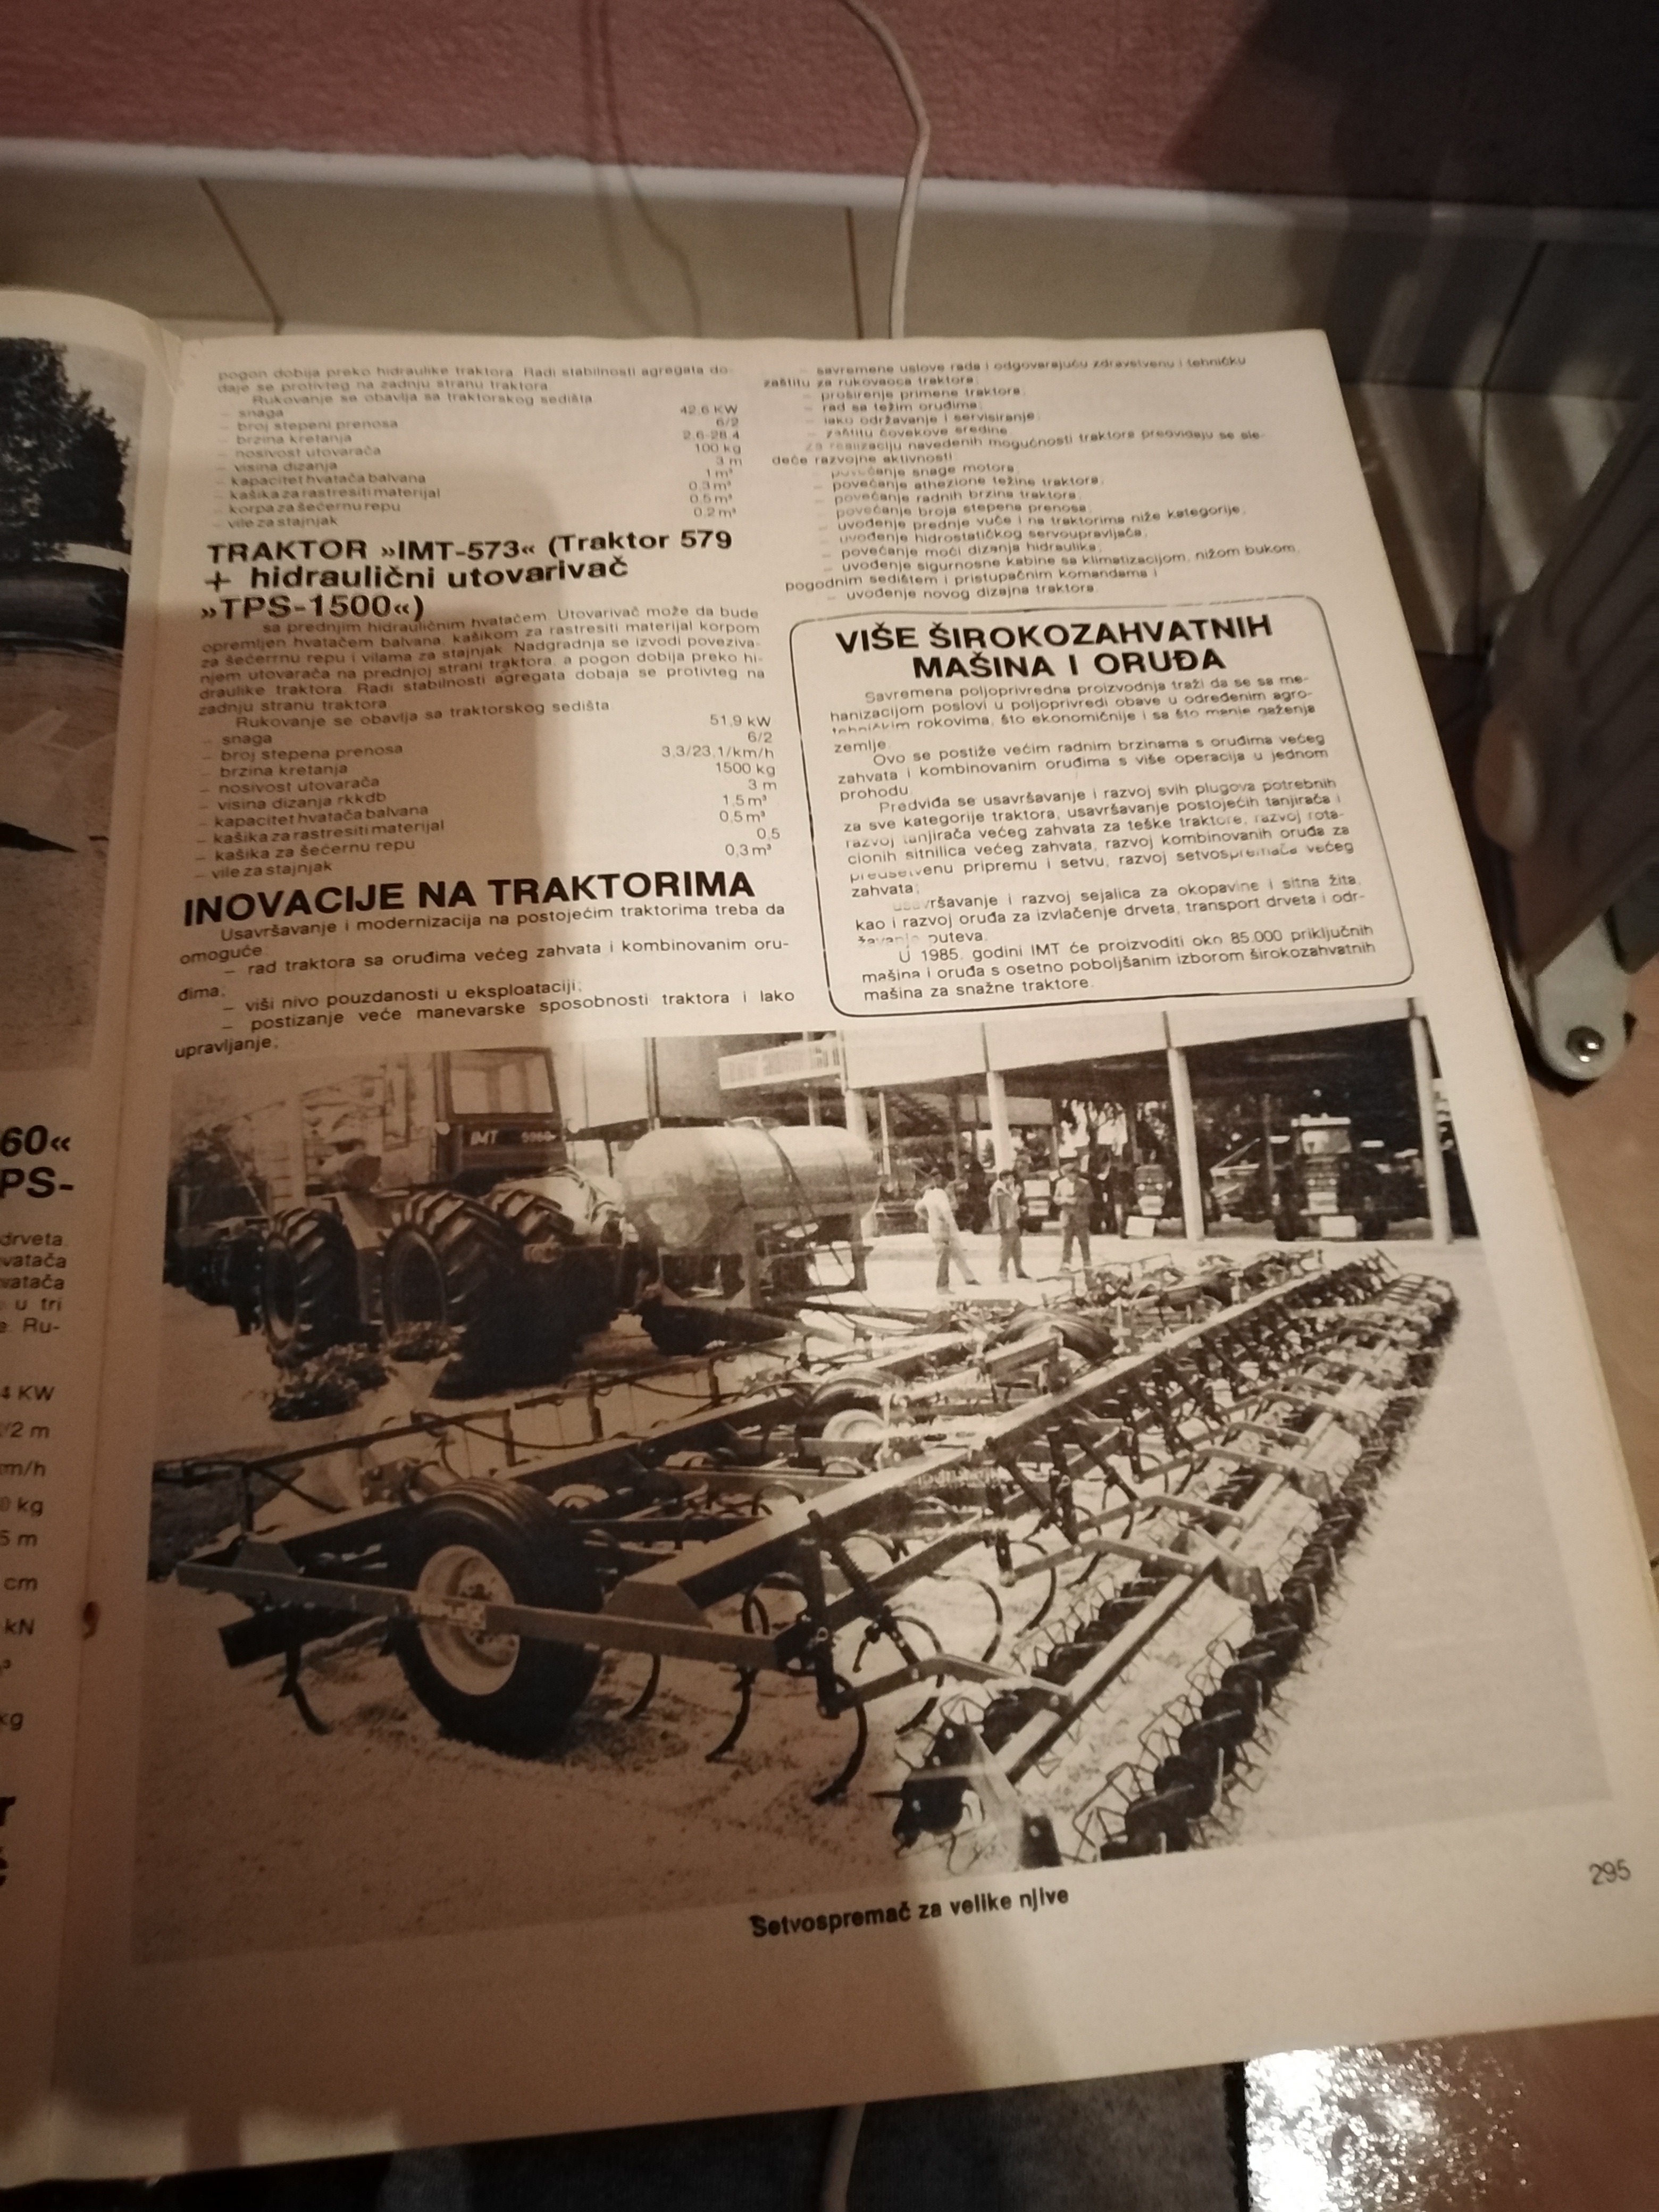 60«
PS-
drveta,
vatača
vatača
u tri
Ru-
4 KW
/2 m
m/h
kg
5 m
cm
kN
kg
pogon dobija preko hidraulike traktora. Radi stabilnosti agregata do-
daje se protivteg na zadnju stranu traktora
Rukovanje se obavlja sa traktorskog sedišta
– snaga 42,6 KW
– broj stepeni prenosa 6/2
– brzina kretanja 2,6-28,4
– nosivost utovarača 100 kg
– visina dizanja 3 m
– kapacitet hvatača balvana 1 m³
– kašika za rastresiti materijal 0,3 m³
– korpa za šećernu repu 0,5 m³
– vile za stajnjak 0,2 m³
TRAKTOR »IMT-573« (Traktor 579
+ hidraulični utovarivač
»TPS-1500«)
sa prednjim hidrauličnim hvatačem. Utovarivač može da bude
opremljen hvatačem balvana, kašikom za rastresiti materijal korpom
za šećerrnu repu i vilama za stajnjak. Nadgradnja se izvodi poveziva-
njem utovarača na prednjoj strani traktora, a pogon dobija preko hi-
draulike traktora. Radi stabilnosti agregata dobaja se protivteg na
zadnju stranu traktora
Rukovanje se obavlja sa traktorskog sedišta
– snaga 51,9 kW
– broj stepena prenosa 6/2
– brzina kretanja 3,3/23,1/km/h
– nosivost utovarača 1500 kg
– visina dizanja rkkdb 3 m
– kapacitet hvatača balvana 1,5 m³
– kašika za rastresiti materijal 0,5 m³
– kašika za šećernu repu 0,5
– vile za stajnjak 0,3 m³
INOVACIJE NA TRAKTORIMA
Usavršavanje i modernizacija na postojećim traktorima treba da
omoguće:
– rad traktora sa oruđima većeg zahvata i kombinovanim oru-
đima;
– viši nivo pouzdanosti u eksploataciji;
– postizanje veće manevarske sposobnosti traktora i lako
upravljanje;
– savremene uslove rada i odgovarajuću zdravstvenu i tehničku
zaštitu za rukovaoca traktora;
– proširenje primene traktora;
– rad sa težim oruđima;
– lako održavanje i servisiranje;
– zaštitu čovekove sredine
Za realizaciju navedenih mogućnosti traktora predviđaju se sle-
deće razvojne aktivnosti
– povećanje snage motora;
– povećanje athezione težine traktora;
– povećanje radnih brzina traktora;
– povećanje broja stepena prenosa;
– uvođenje prednje vuče i na traktorima niže kategorije;
– uvođenje hidrostatičkog servoupravljača;
– povećanje moći dizanja hidraulika;
– uvođenje sigurnosne kabine sa klimatizacijom, nižom bukom,
pogodnim sedištem i pristupačnim komandama i
– uvođenje novog dizajna traktora.
VIŠE ŠIROKOZAHVATNIH
MAŠINA I ORUĐA
Savremena poljoprivredna proizvodnja traži da se sa me-
hanizacijom poslovi u poljoprivredi obave u određenim agro-
tehničkim rokovima, što ekonomičnije i sa što manje gaženja
zemlje.
Ovo se postiže većim radnim brzinama s oruđima većeg
zahvata i kombinovanim oruđima s više operacija u jednom
prohodu.
Predviđa se usavršavanje i razvoj svih plugova potrebnih
za sve kategorije traktora, usavršavanje postojećih tanjirača i
razvoj tanjirača većeg zahvata za teške traktore, razvoj rota-
cionih sitnilica većeg zahvata, razvoj kombinovanih oruđa za
predsetvenu pripremu i setvu, razvoj setvospremača većeg
zahvata;
usavršavanje i razvoj sejalica za okopavine i sitna žita,
kao i razvoj oruđa za izvlačenje drveta, transport drveta i odr-
žavanje puteva.
U 1985. godini IMT će proizvoditi oko 85.000 priključnih
mašina i oruđa s osetno poboljšanim izborom širokozahvatnih
mašina za snažne traktore.
IMT
Setvospremač za velike njive
295